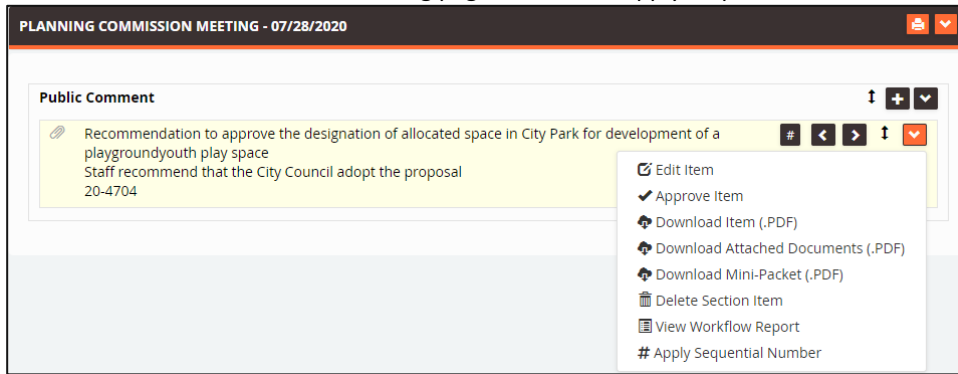 PLANNING COMMISSION MEETING - 07/28/2020
Public Comment
Recommendation to approve the designation of allocated space in City Park for development of a
playgroundyouth play space
Staff recommend that the City Council adopt the proposal
20-4704
#
Edit Item
Approve Item
Download Item (.PDF)
Download Attached Documents (.PDF)
Download Mini-Packet (.PDF)
Delete Section Item
View Workflow Report
# Apply Sequential Number